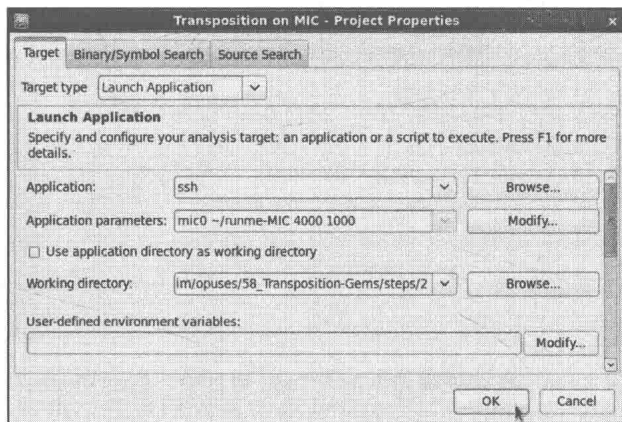 Transposition on MIC - Project Properties
Target Binary/Symbol Search Source Search
Target type Launch Application
Launch Application
Specify and configure your analysis target: an application or a script to execute. Press F1 for more
details.
Application: ssh Browse...
Application parameters: mic0 ~/runme-MIC 4000 1000 Modify...
Use application directory as working directory
Working directory: im/opuses/58_Transposition-Gems/steps/2 Browse...
User-defined environment variables:
Modify...
OK Cancel